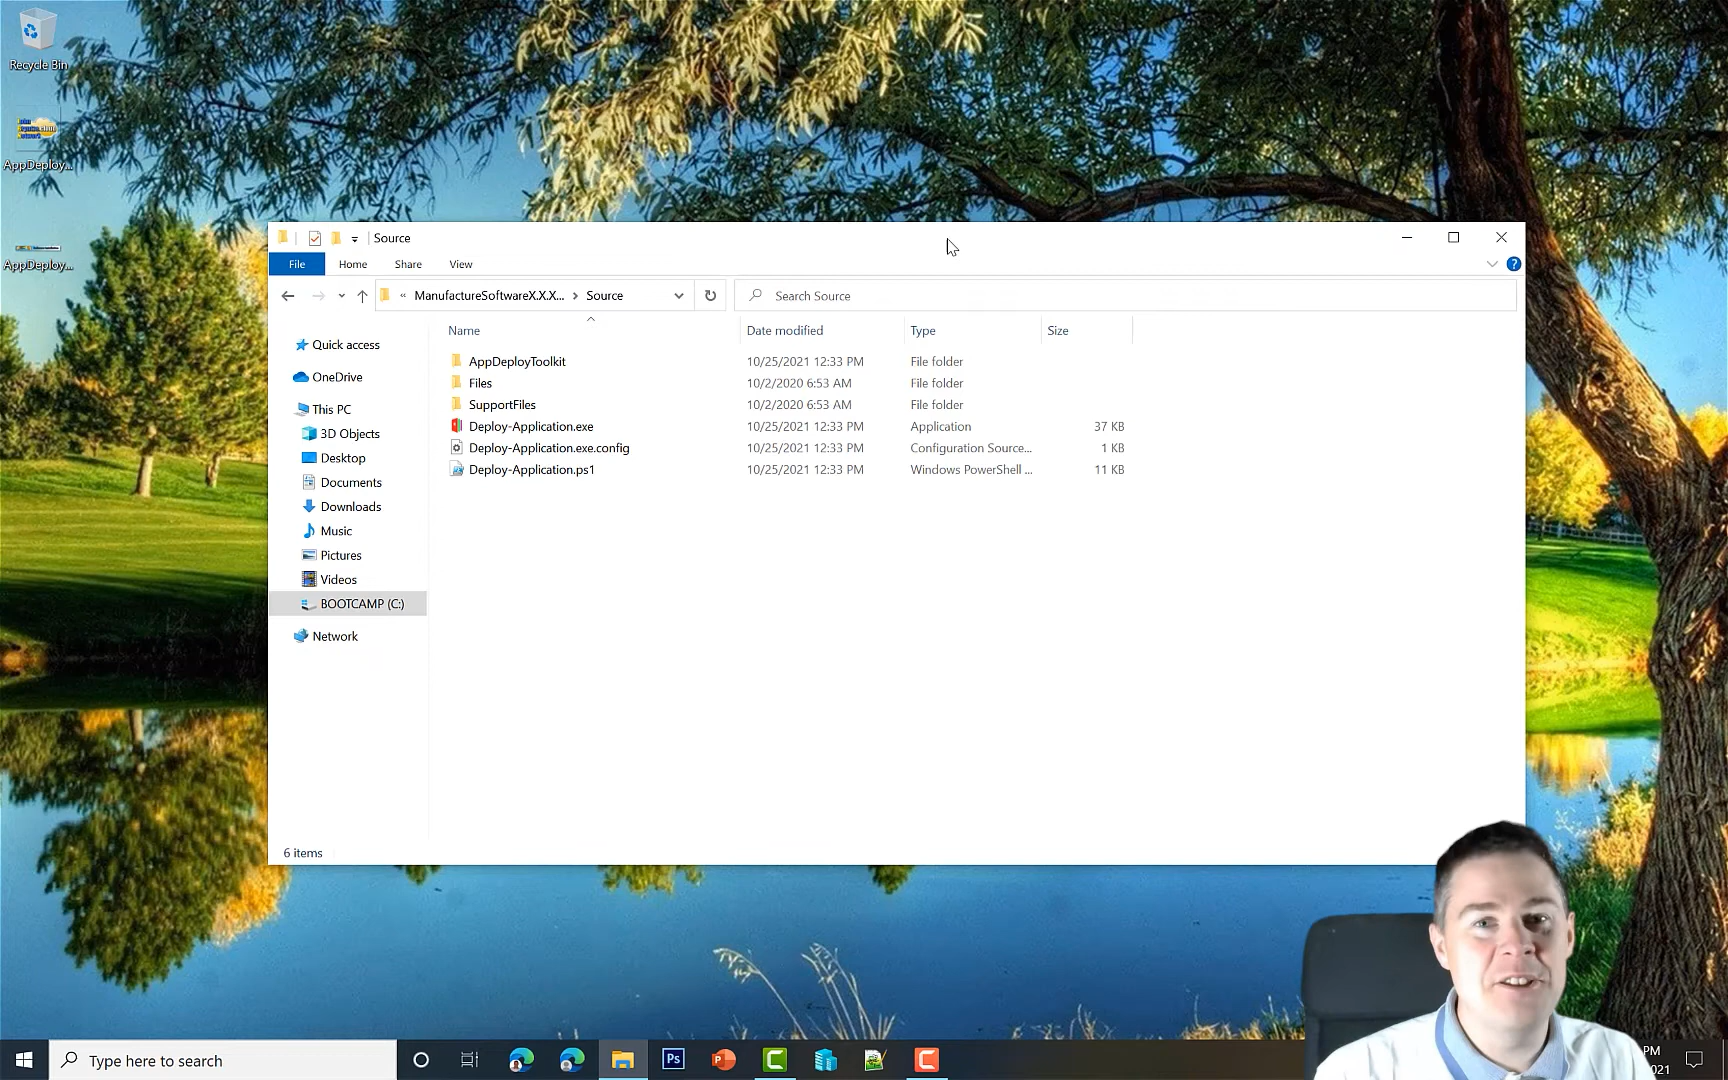 Recycle Bin
AppDeploy...
AppDeploy...
Source
File Home Share View
« ManufactureSoftwareX.X.X... Source
Search Source
Name Date modified Type Size
Quick access
OneDrive
This PC
3D Objects
Desktop
Documents
Downloads
Music
Pictures
Videos
BOOTCAMP (C:)
Network
AppDeployToolkit 10/25/2021 12:33 PM File folder
Files 10/2/2020 6:53 AM File folder
SupportFiles 10/2/2020 6:53 AM File folder
Deploy-Application.exe 10/25/2021 12:33 PM Application 37 KB
Deploy-Application.exe.config 10/25/2021 12:33 PM Configuration Source... 1 KB
Deploy-Application.ps1 10/25/2021 12:33 PM Windows PowerShell ... 11 KB
6 items
Type here to search
Ps
PM
021